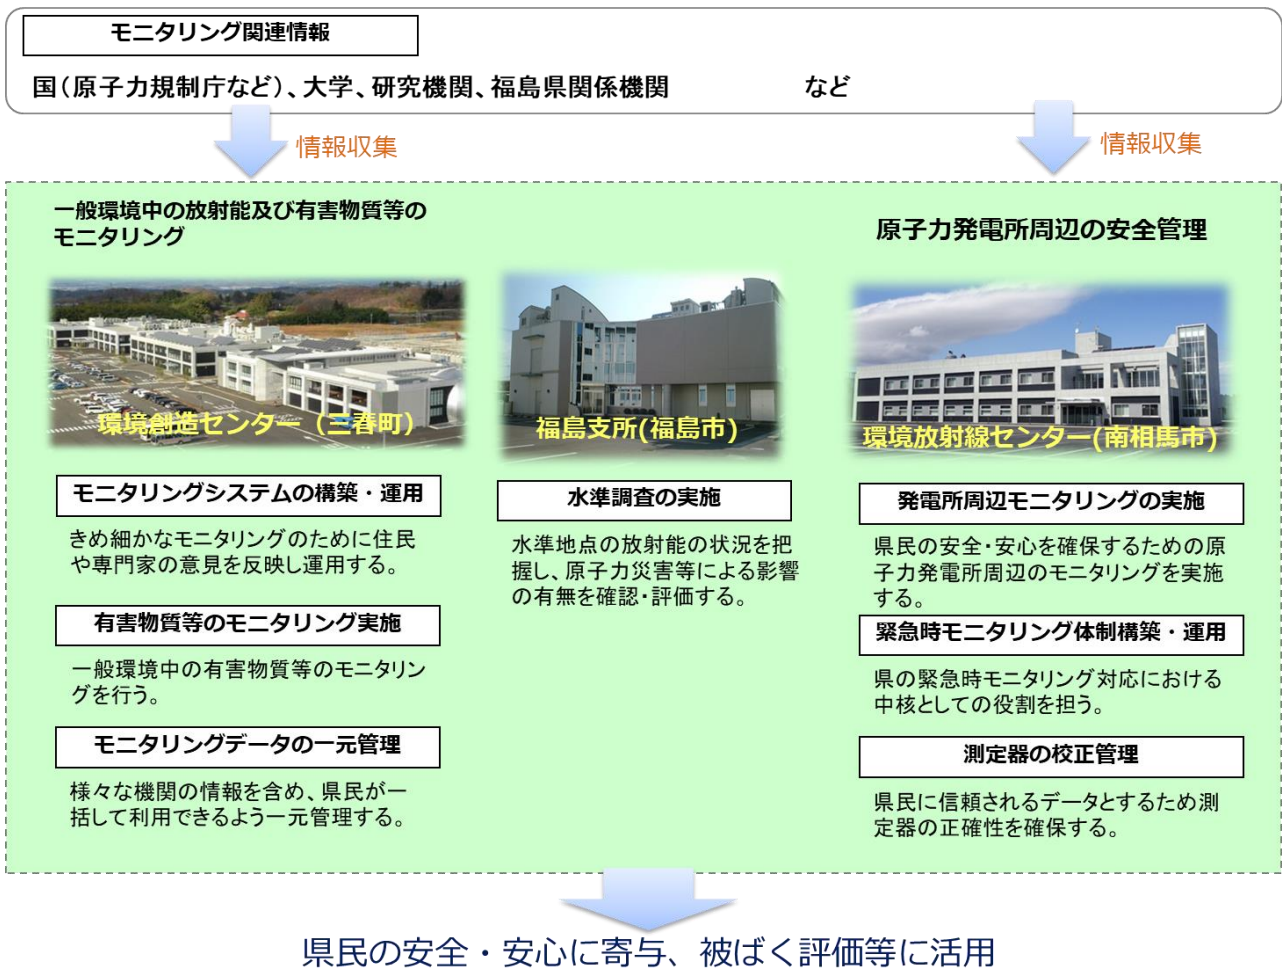 モニタリング関連情報
国(原子力規制庁など)、大学、研究機関、福島県関係機関 など
情報収集
情報収集
一般環境中の放射能及び有害物質等の
モニタリング
環境創造センター（三春町）
モニタリングシステムの構築・運用
きめ細かなモニタリングのために住民
や専門家の意見を反映し運用する。
有害物質等のモニタリング実施
一般環境中の有害物質等のモニタリン
グを行う。
モニタリングデータの一元管理
様々な機関の情報を含め、県民が一
括して利用できるよう一元管理する。
福島支所(福島市)
水準調査の実施
水準地点の放射能の状況を把
握し、原子力災害等による影響
の有無を確認・評価する。
原子力発電所周辺の安全管理
環境放射線センター(南相馬市)
発電所周辺モニタリングの実施
県民の安全・安心を確保するための原
子力発電所周辺のモニタリングを実施
する。
緊急時モニタリング体制構築・運用
県の緊急時モニタリング対応における
中核としての役割を担う。
測定器の校正管理
県民に信頼されるデータとするため測
定器の正確性を確保する。
県民の安全・安心に寄与、被ばく評価等に活用